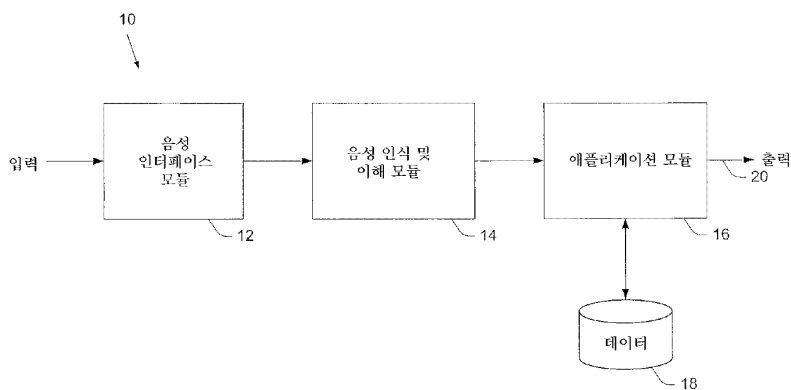 10
입력
음성
인터페이스
모듈
12
음성 인식 및
이해 모듈
14
애플리케이션 모듈
16
20
출력
데이터
18